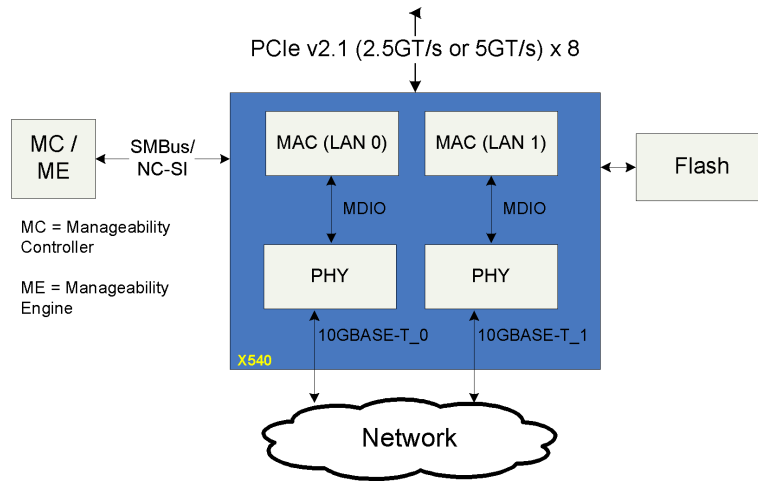 PCIe v2.1 (2.5GT/s or 5GT/s) x 8
MC /
ME
SMBus/
NC-SI
MAC (LAN 0)
MAC (LAN 1)
Flash
MDIO
MDIO
MC = Manageability
Controller
ME = Manageability
Engine
PHY
PHY
10GBASE-T_0
10GBASE-T_1
X540
Network